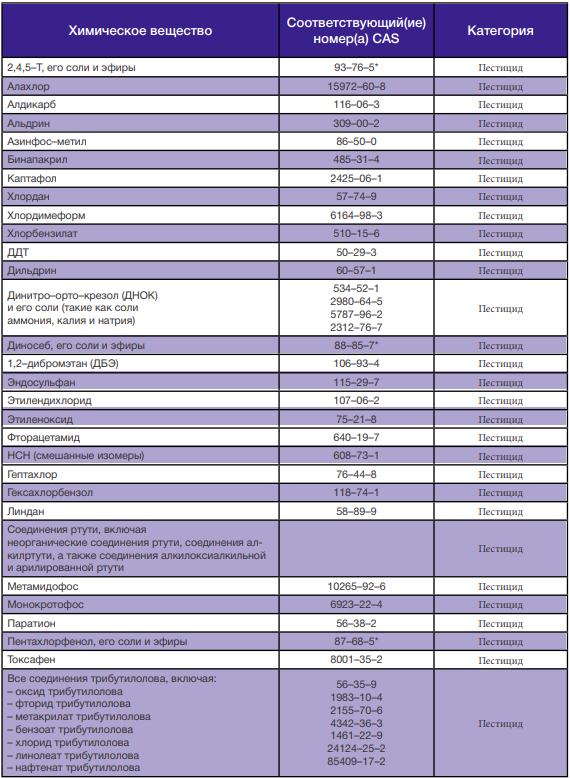 Химическое вещество Соответствующий(ие) номер(а) CAS Категория
2,4,5–Т, его соли и эфиры 93–76–5* Пестицид
Алахлор 15972–60–8 Пестицид
Алдикарб 116–06–3 Пестицид
Альдрин 309–00–2 Пестицид
Азинфос–метил 86–50–0 Пестицид
Бинапакрил 485–31–4 Пестицид
Каптафол 2425–06–1 Пестицид
Хлордан 57–74–9 Пестицид
Хлордимеформ 6164–98–3 Пестицид
Хлорбензилат 510–15–6 Пестицид
ДДТ 50–29–3 Пестицид
Дильдрин 60–57–1 Пестицид
Динитро–орто–крезол (ДНОК)
и его соли (такие как соли
аммония, калия и натрия)
534–52–1
2980–64–5
5787–96–2
2312–76–7
Пестицид
Диносеб, его соли и эфиры 88–85–7* Пестицид
1,2–дибромэтан (ДБЭ) 106–93–4 Пестицид
Эндосульфан 115–29–7 Пестицид
Этилендихлорид 107–06–2 Пестицид
Этиленоксид 75–21–8 Пестицид
Фторацетамид 640–19–7 Пестицид
НСН (смешанные изомеры) 608–73–1 Пестицид
Гептахлор 76–44–8 Пестицид
Гексахлорбензол 118–74–1 Пестицид
Линдан 58–89–9 Пестицид
Соединения ртути, включая
неорганические соединения ртути, соединения ал-
килртути, а также соединения алкилоксиалкильной
и арилированной ртути
Пестицид
Метамидофос 10265–92–6 Пестицид
Монокротофос 6923–22–4 Пестицид
Паратион 56–38–2 Пестицид
Пентахлорфенол, его соли и эфиры 87–68–5* Пестицид
Токсафен 8001–35–2 Пестицид
Все соединения трибутилолова, включая:
– оксид трибутилолова
– фторид трибутилолова
– метакрилат трибутилолова
– бензоат трибутилолова
– хлорид трибутилолова
– линолеат трибутилолова
– нафтенат трибутилолова
56–35–9
1983–10–4
2155–70–6
4342–36–3
1461–22–9
24124–25–2
85409–17–2
Пестицид